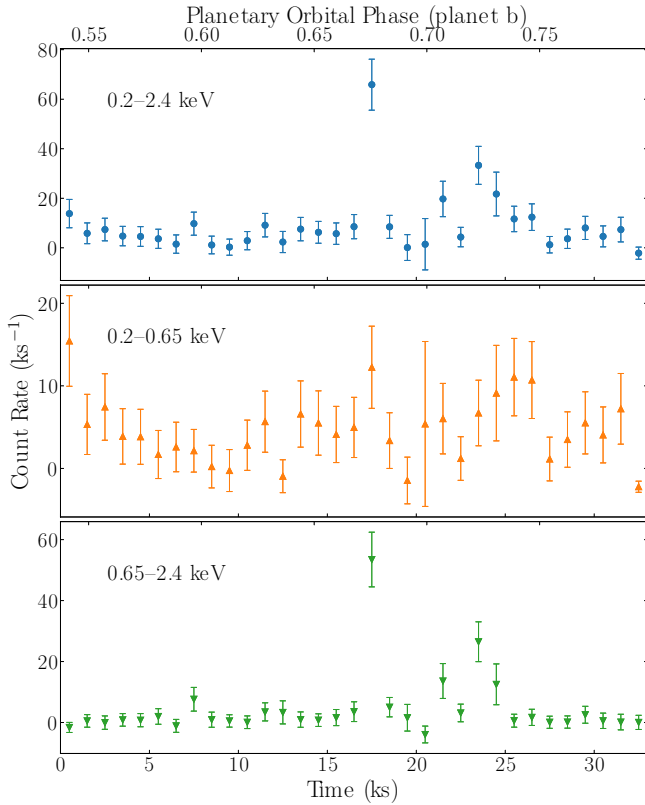 Planetary Orbital Phase (planet b)
0.55 0.60 0.65 0.70 0.75
80
60
40
20
0
0.2–2.4 keV
20
10
0
0.2–0.65 keV
Count Rate (ks⁻¹)
60
40
20
0
0.65–2.4 keV
0 5 10 15 20 25 30
Time (ks)